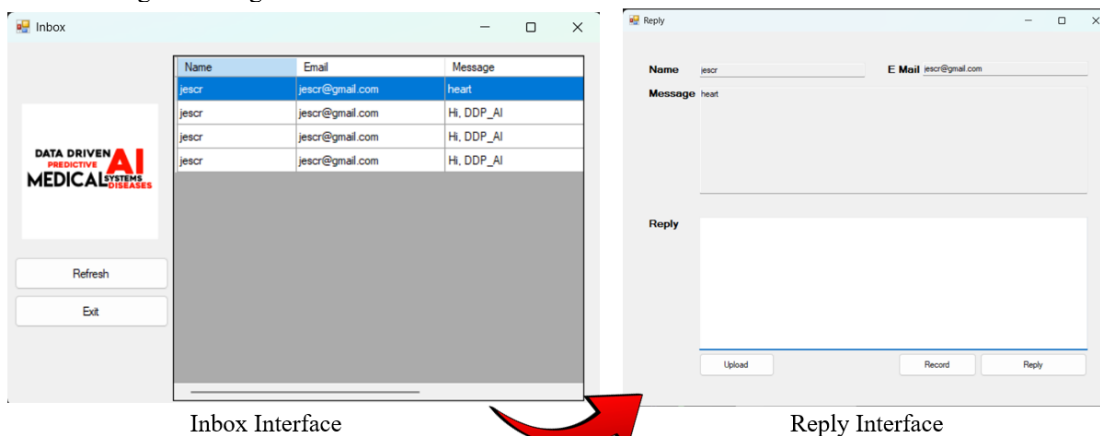 Inbox
Name Email Message
jescr jescr@gmail.com heart
jescr jescr@gmail.com Hi, DDP_AI
jescr jescr@gmail.com Hi, DDP_AI
jescr jescr@gmail.com Hi, DDP_AI
DATA DRIVEN
PREDICTIVE AI
MEDICAL SYSTEMS
DISEASES
Refresh
Exit
Inbox Interface
Reply
Name jescr E Mail jescr@gmail.com
Message heart
Reply
Upload Record Reply
Reply Interface